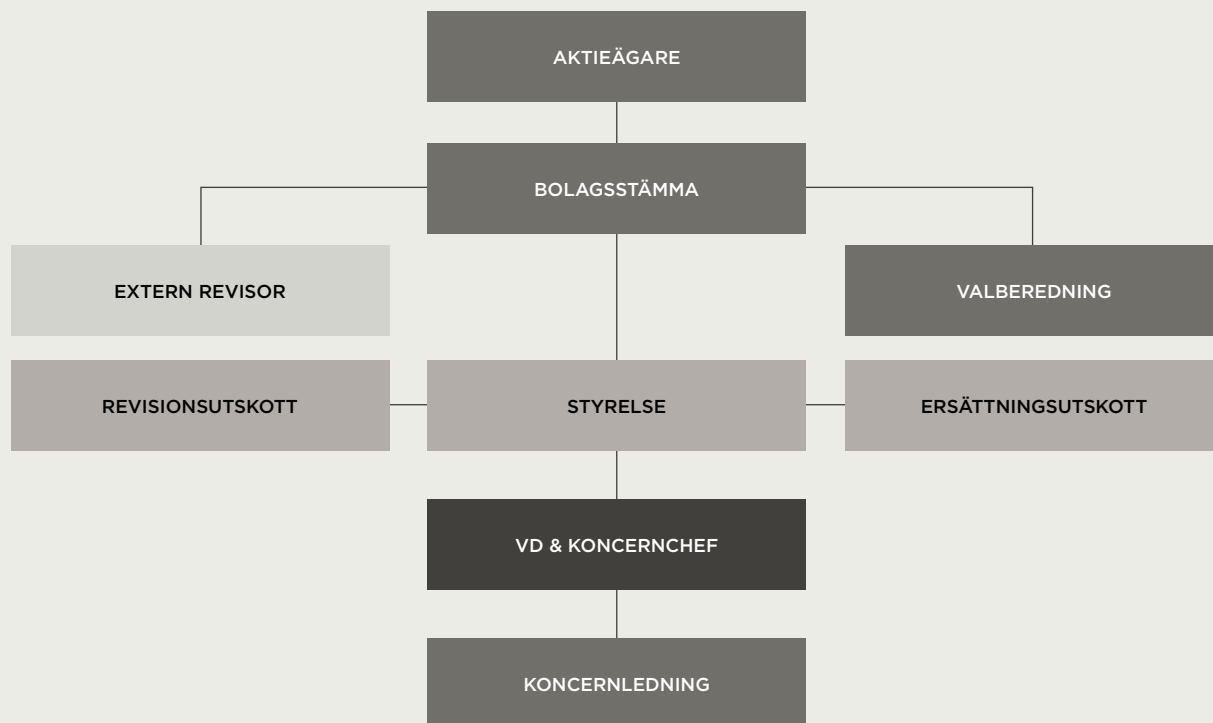 AKTIEÄGARE
BOLAGSSTÄMMA
EXTERN REVISOR
VALBEREDNING
REVISIONSUTSKOTT
STYRELSE
ERSÄTTNINGSUTSKOTT
VD & KONCERNCHEF
KONCERNLEDNING